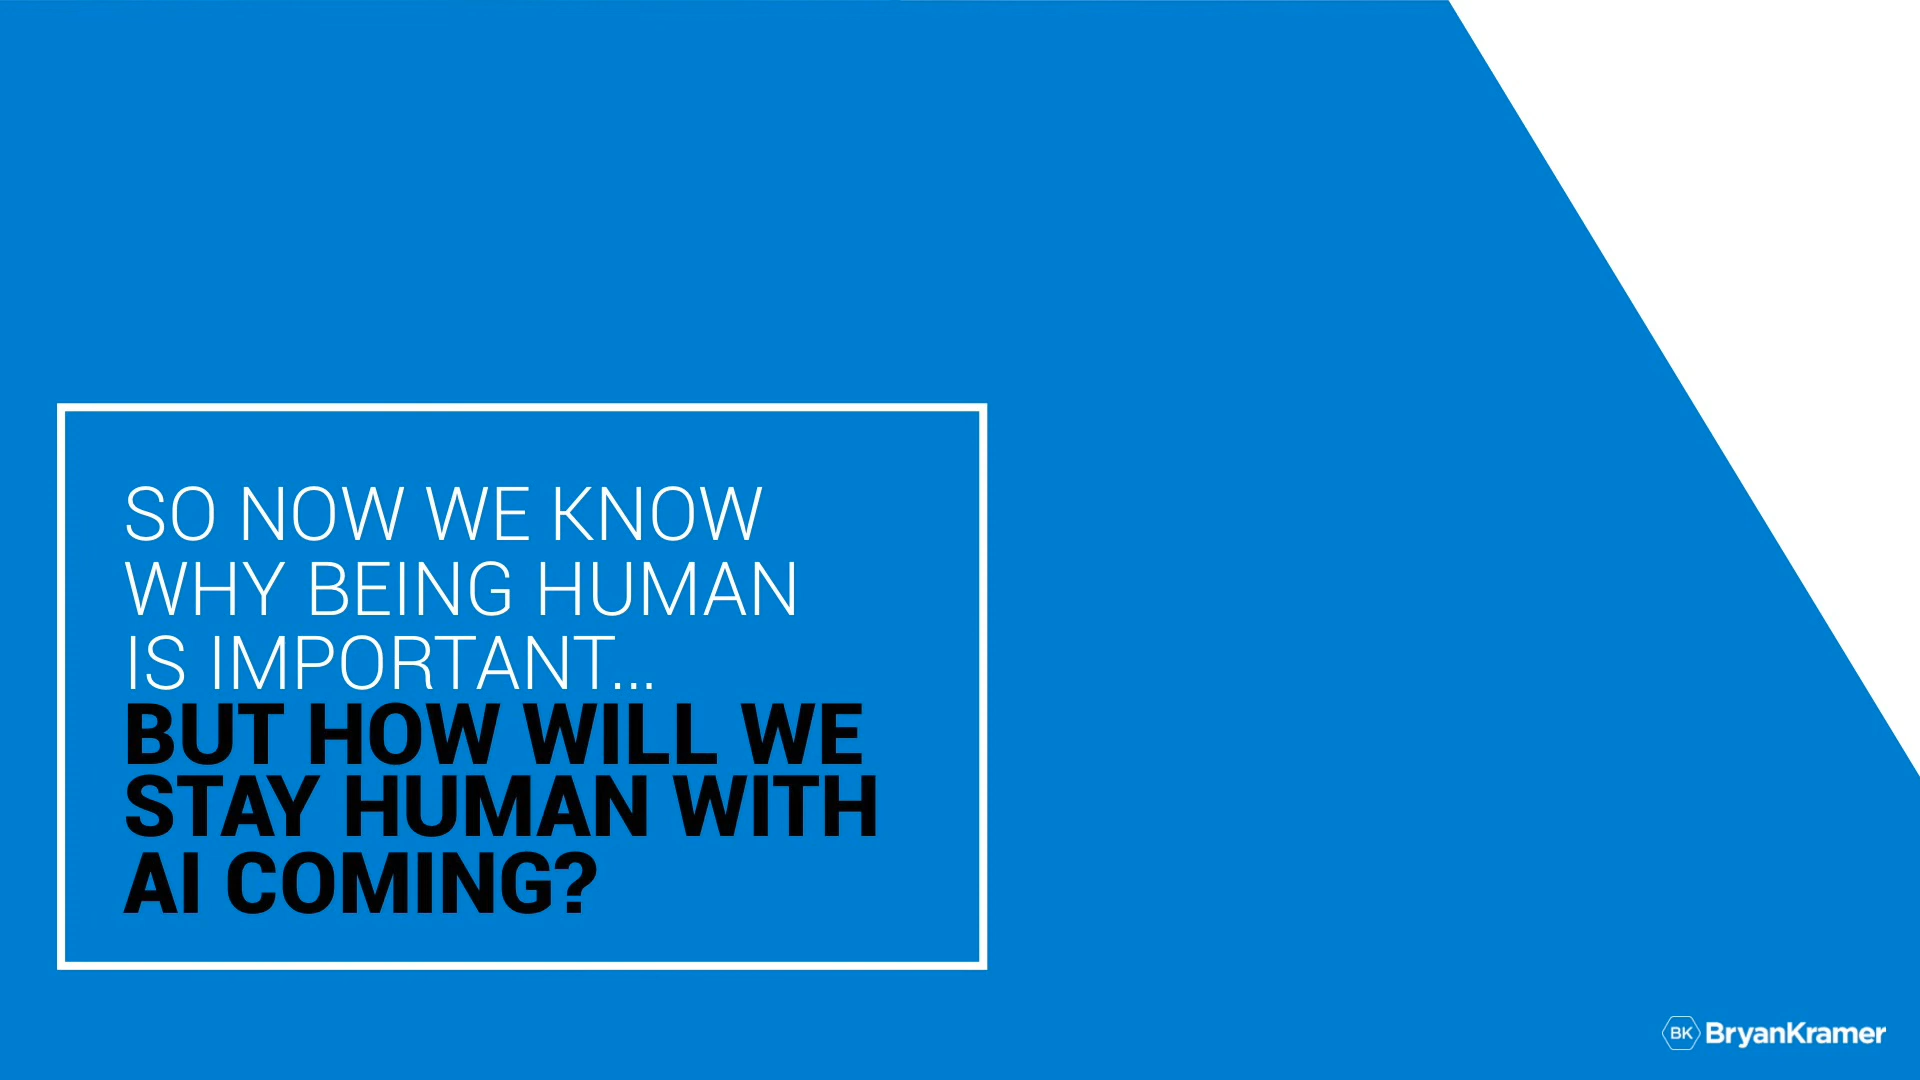 SO NOW WE KNOW
WHY BEING HUMAN
IS IMPORTANT...
BUT HOW WILL WE
STAY HUMAN WITH
AI COMING?
BK BryanKramer